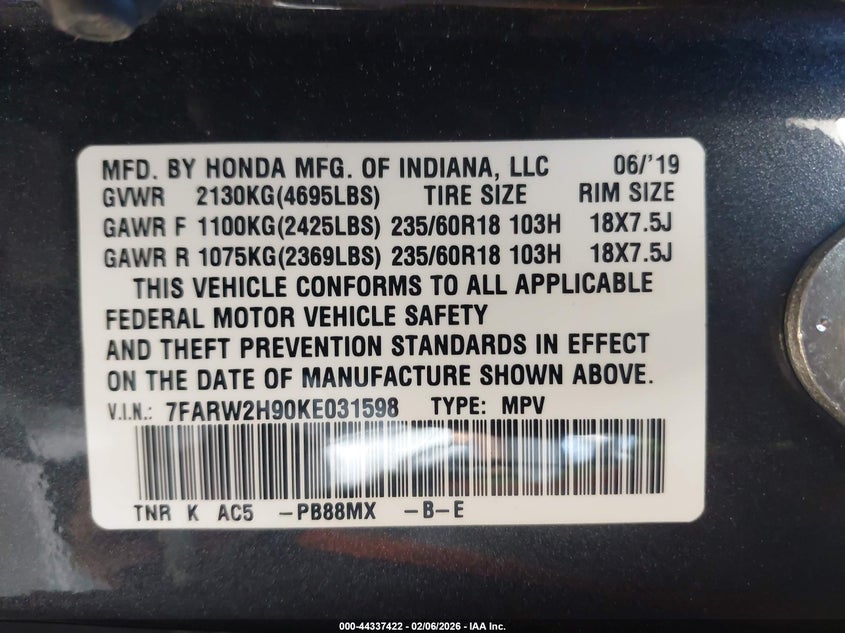 MFD. BY HONDA MFG. OF INDIANA, LLC 06/'19
GVWR 2130KG(4695LBS) TIRE SIZE RIM SIZE
GAWR F 1100KG(2425LBS) 235/60R18 103H 18X7.5J
GAWR R 1075KG(2369LBS) 235/60R18 103H 18X7.5J
THIS VEHICLE CONFORMS TO ALL APPLICABLE
FEDERAL MOTOR VEHICLE SAFETY
AND THEFT PREVENTION STANDARDS IN EFFECT
ON THE DATE OF MANUFACTURE SHOWN ABOVE.
V.I.N.: 7FARW2H90KE031598 TYPE: MPV
TNR K AC5 -PB88MX -B-E
000-44337422 - 02/06/2026 - IAA Inc.